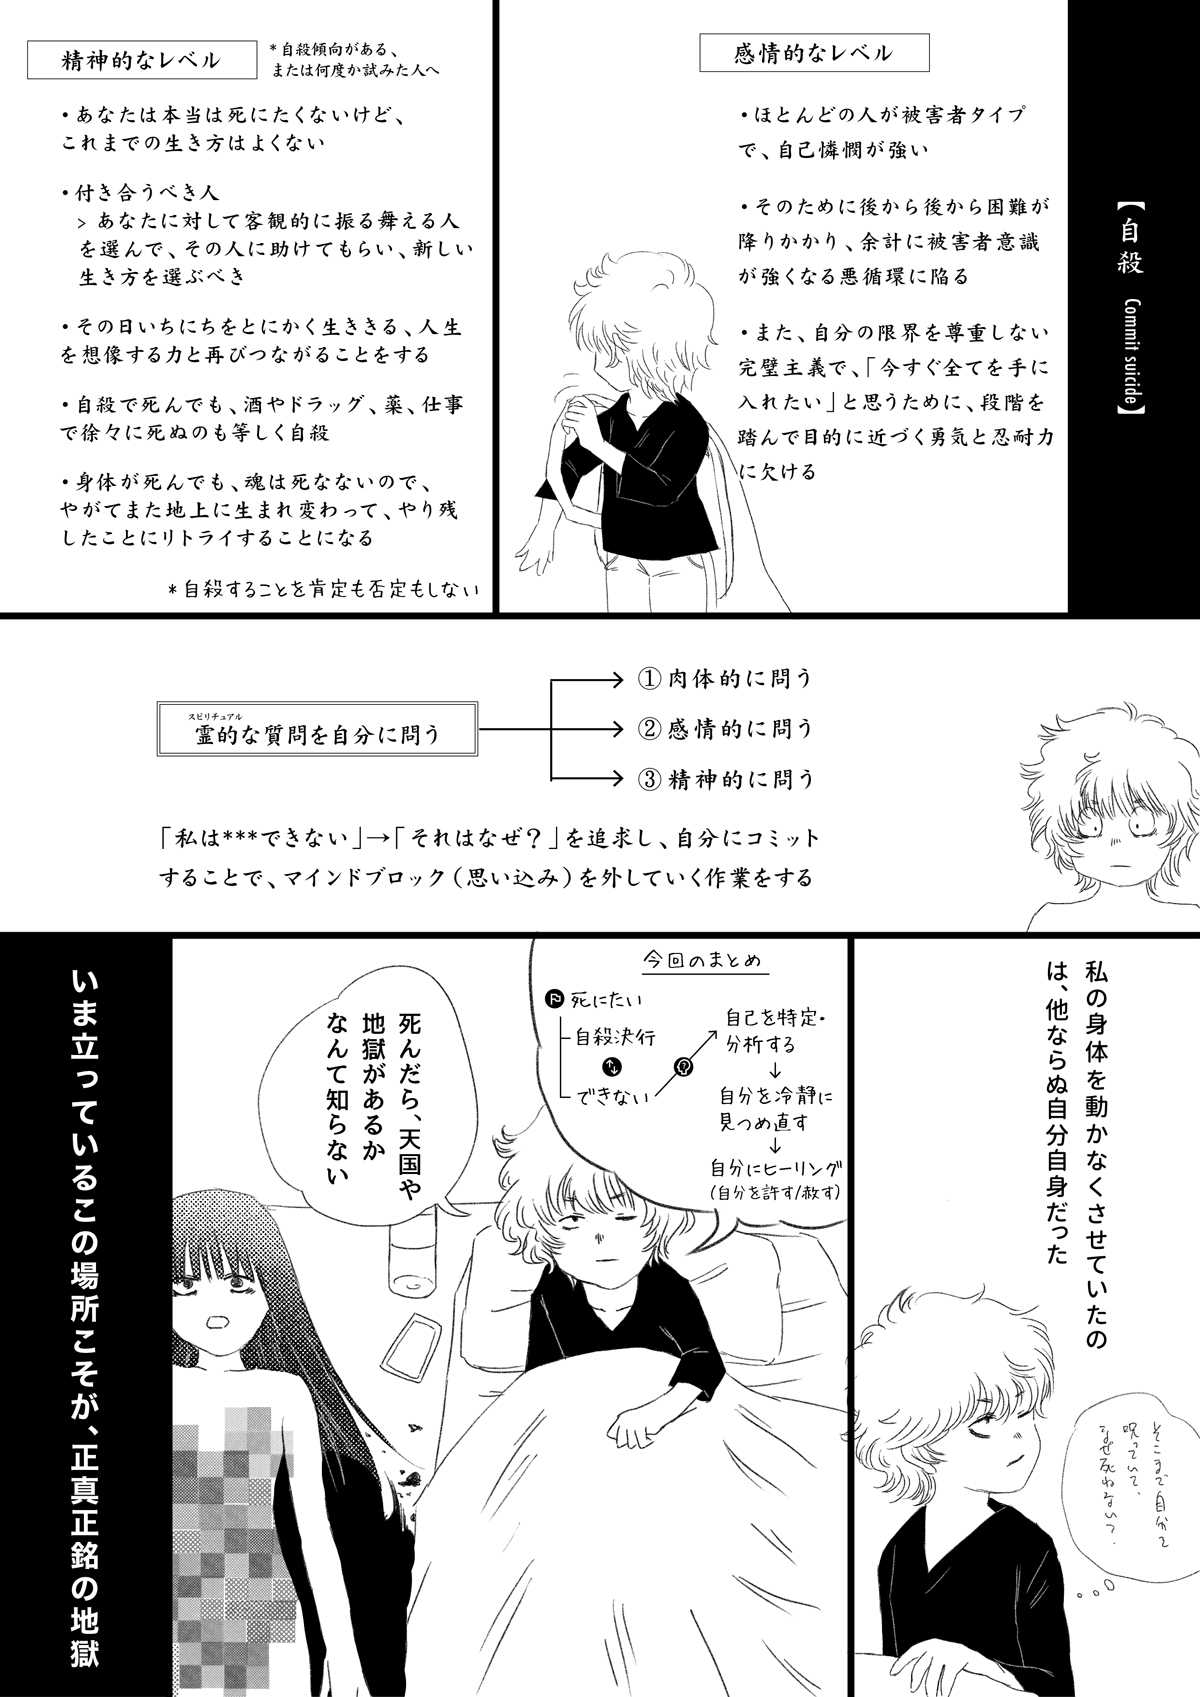 【自殺 Commit suicide】
感情的なレベル
・ほとんどの人が被害者タイプ
で、自己憐憫が強い
・そのために後から後から困難が
降りかかり、余計に被害者意識
が強くなる悪循環に陥る
・また、自分の限界を尊重しない
完璧主義で、「今すぐ全てを手に
入れたい」と思うために、段階を
踏んで目的に近づく勇気と忍耐力
に欠ける
精神的なレベル
*自殺傾向がある、
または何度か試みた人へ
・あなたは本当は死にたくないけど、
これまでの生き方はよくない
・付き合うべき人
> あなたに対して客観的に振る舞える人
を選んで、その人に助けてもらい、新しい
生き方を選ぶべき
・その日いちにちをとにかく生ききる、人生
を想像する力と再びつながることをする
・自殺で死んでも、酒やドラッグ、薬、仕事
で徐々に死ぬのも等しく自殺
・身体が死んでも、魂は死なないので、
やがてまた地上に生まれ変わって、やり残
したことにリトライすることになる
*自殺することを肯定も否定もしない
スピリチュアル
霊的な質問を自分に問う
①肉体的に問う
②感情的に問う
③精神的に問う
「私は***できない」→「それはなぜ？」を追求し、自分にコミット
することで、マインドブロック（思い込み）を外していく作業をする
私の身体を動かなくさせていたの
は、他ならぬ自分自身だった
そこまで自分を
呪っていて、
なぜ死ねない？
今回のまとめ
死にたい
自殺決行
できない
自己を特定・
分析する
↓
自分を冷静に
見つめ直す
↓
自分にヒーリング
(自分を許す/赦す)
死んだら、天国や
地獄があるか
なんて知らない
いま立っているこの場所こそが、正真正銘の地獄